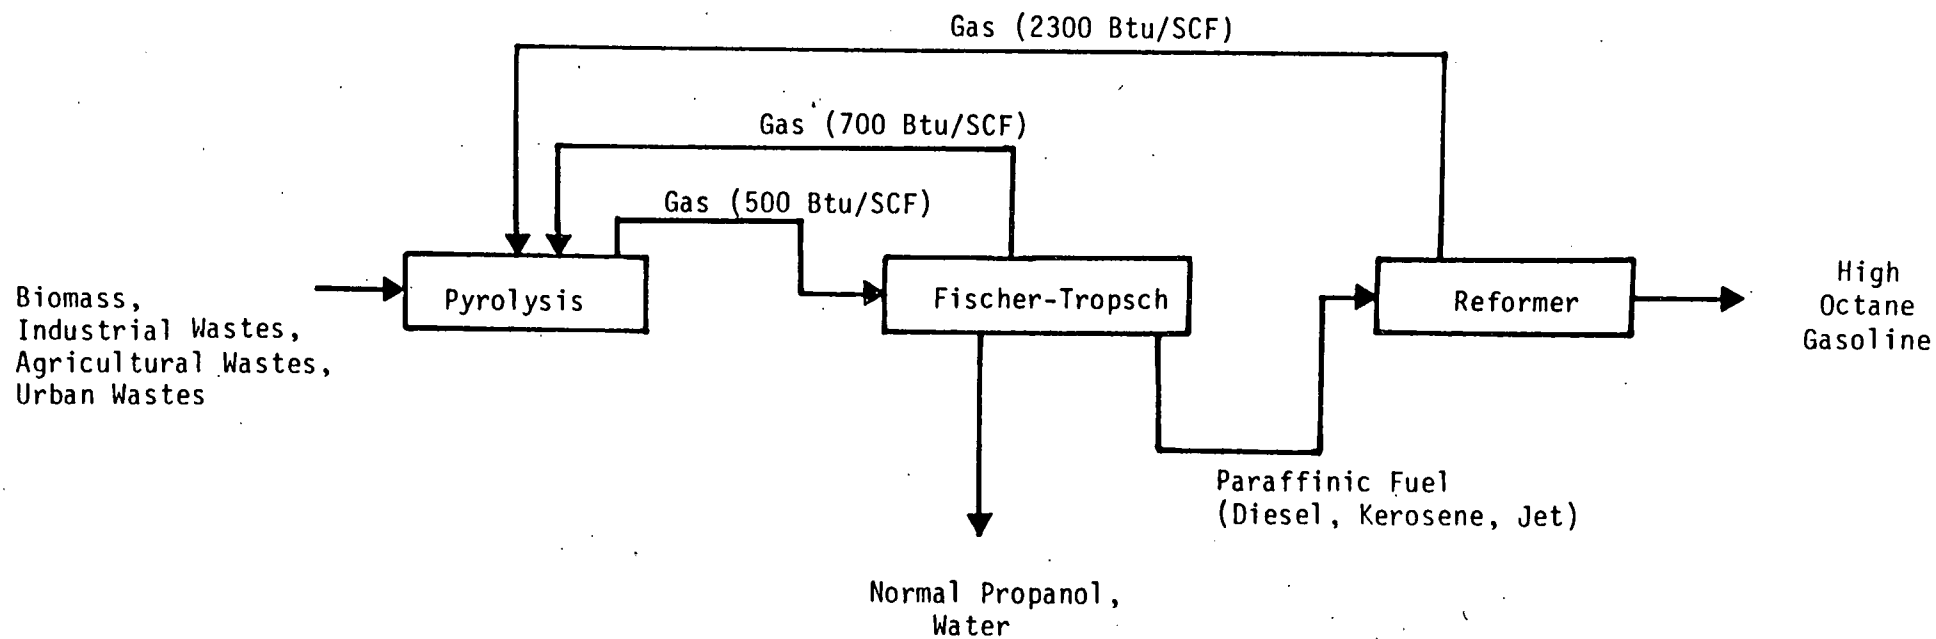 Gas (2300 Btu/SCF)
Gas (700 Btu/SCF)
Gas (500 Btu/SCF)
Biomass,
Industrial Wastes,
Agricultural Wastes,
Urban Wastes
Pyrolysis
Fischer-Tropsch
Reformer
High
Octane
Gasoline
Paraffinic Fuel
(Diesel, Kerosene, Jet)
Normal Propanol,
Water